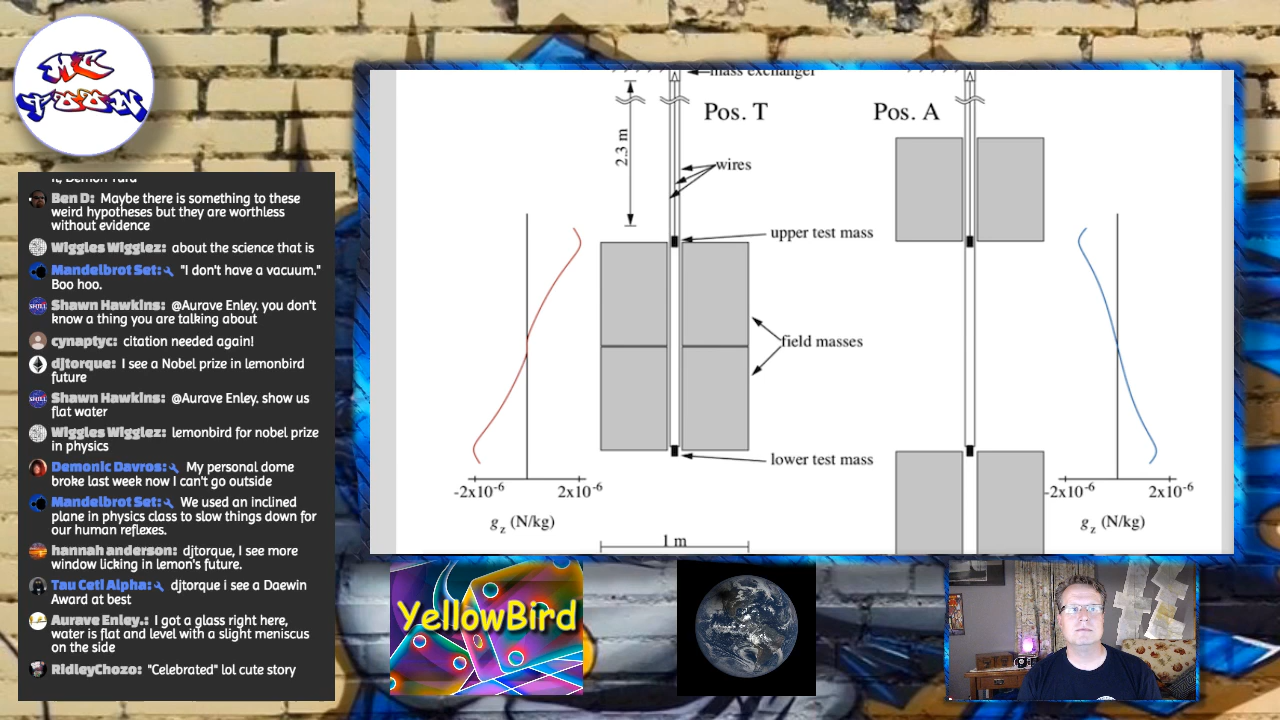 MC
TOON
it, Demon Turd
Ben D: Maybe there is something to these
weird hypotheses but they are worthless
without evidence
Wiggles Wigglez: about the science that is
Mandelbrot Set: "I don't have a vacuum."
Boo hoo.
Shawn Hawkins: @Aurave Enley. you don't
know a thing you are talking about
cynaptyc: citation needed again!
djtorque: I see a Nobel prize in lemonbird
future
Shawn Hawkins: @Aurave Enley. show us
flat water
Wiggles Wigglez: lemonbird for nobel prize
in physics
Demonic Davros: My personal dome
broke last week now I can't go outside
Mandelbrot Set: We used an inclined
plane in physics class to slow things down for
our human reflexes.
hannah anderson: djtorque, I see more
window licking in lemon's future.
Tau Ceti Alpha: djtorque i see a Daewin
Award at best
Aurave Enley.: I got a glass right here,
water is flat and level with a slight meniscus
on the side
RidleyChozo: "Celebrated" lol cute story
mass exchanger
Pos. T
Pos. A
2.3 m
wires
upper test mass
field masses
lower test mass
-2x10⁻⁶ 2x10⁻⁶
g_z (N/kg)
-2x10⁻⁶ 2x10⁻⁶
g_z (N/kg)
1 m
YellowBird